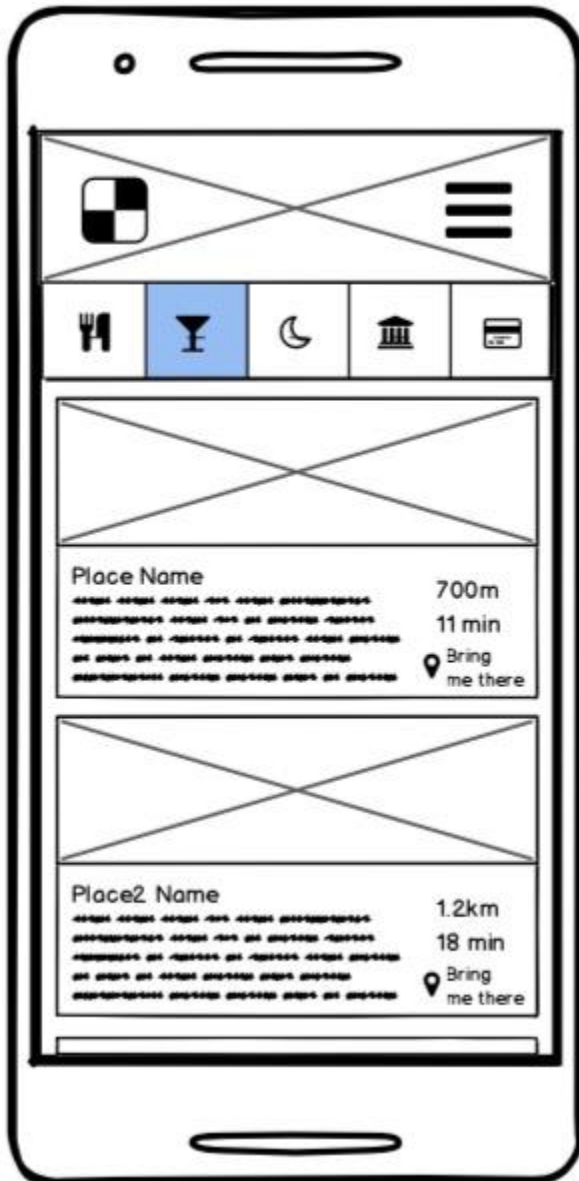 Place Name
700m
11 min
Bring
me there
Place2 Name
1.2km
18 min
Bring
me there